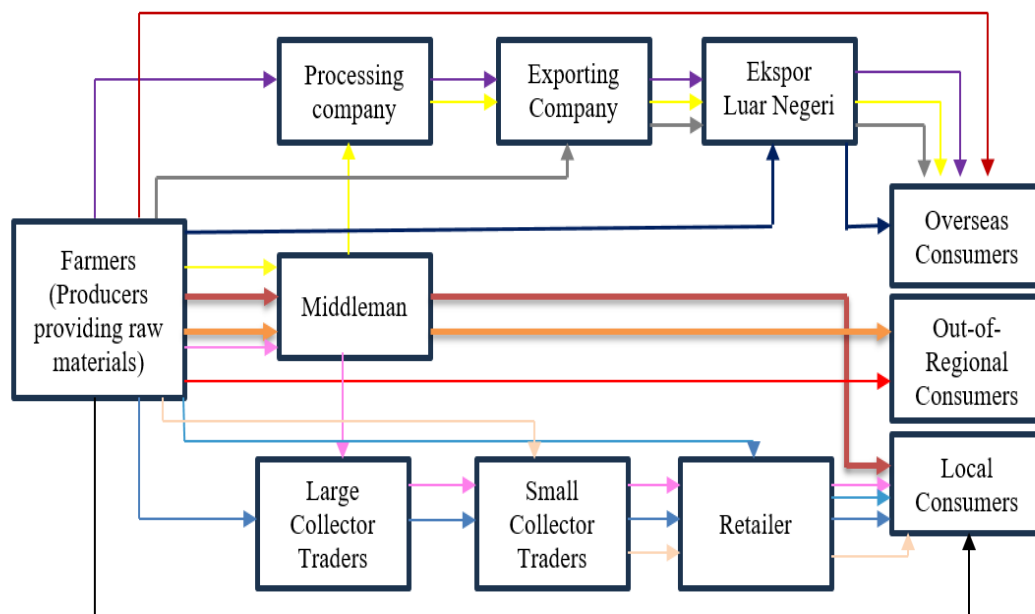 Processing
company
Exporting
Company
Ekspor
Luar Negeri
Overseas
Consumers
Farmers
(Producers
providing raw
materials)
Middleman
Out-of-
Regional
Consumers
Large
Collector
Traders
Small
Collector
Traders
Retailer
Local
Consumers